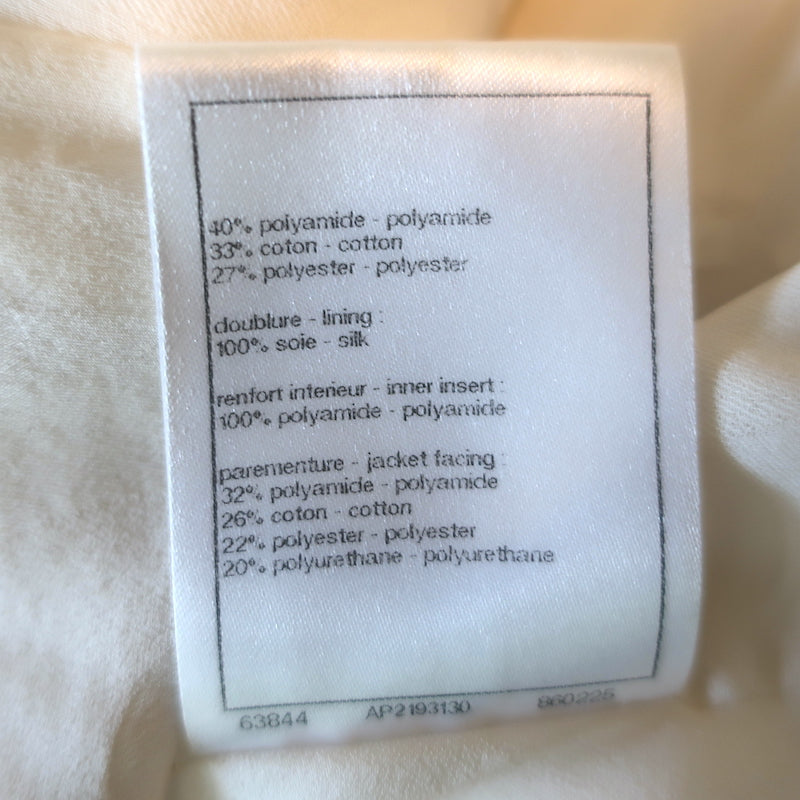 40% polyamide - polyamide
33% coton - cotton
27% polyester - polyester
doublure - lining :
100% soie - silk
renfort interieur - inner insert :
100% polyamide - polyamide
parementure - jacket facing :
32% polyamide - polyamide
26% coton - cotton
22% polyester - polyester
20% polyurethane - polyurethane
63844 AP2193130 860225